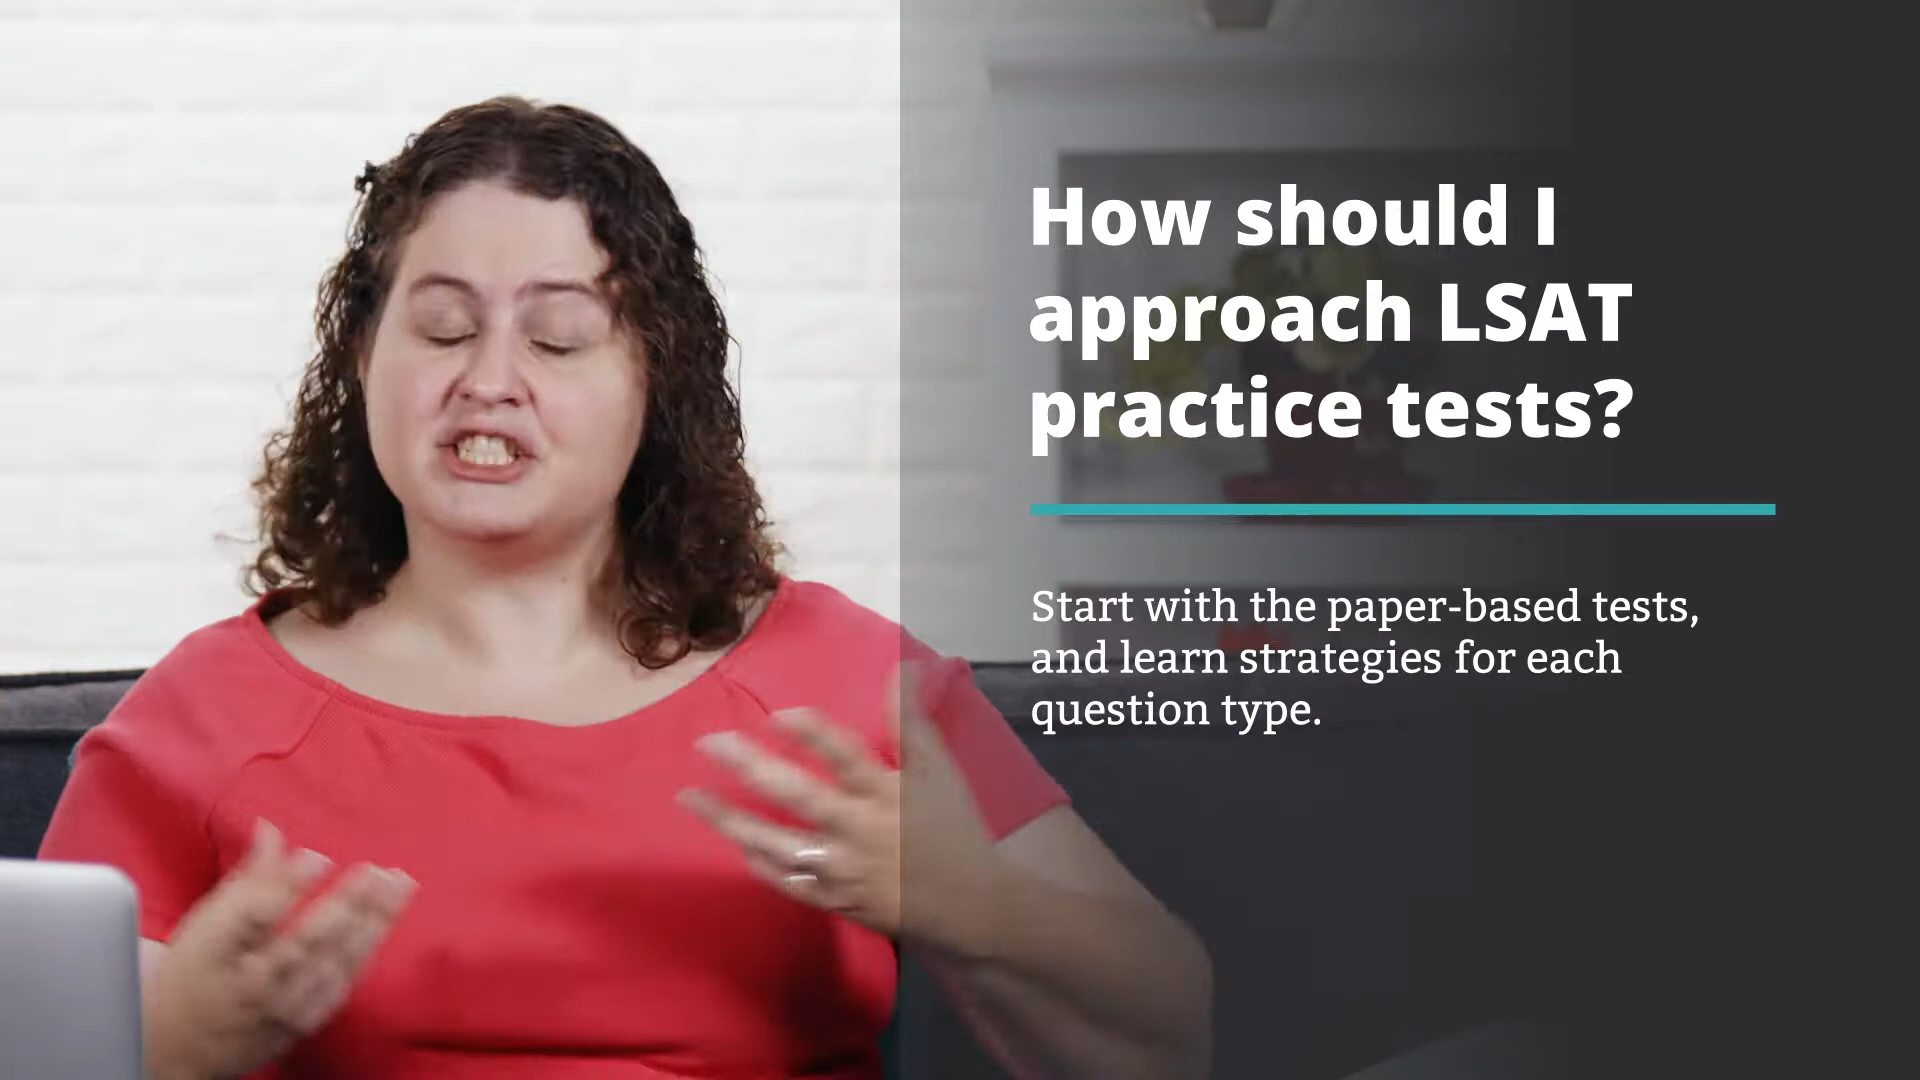 How should I
approach LSAT
practice tests?
Start with the paper-based tests,
and learn strategies for each
question type.